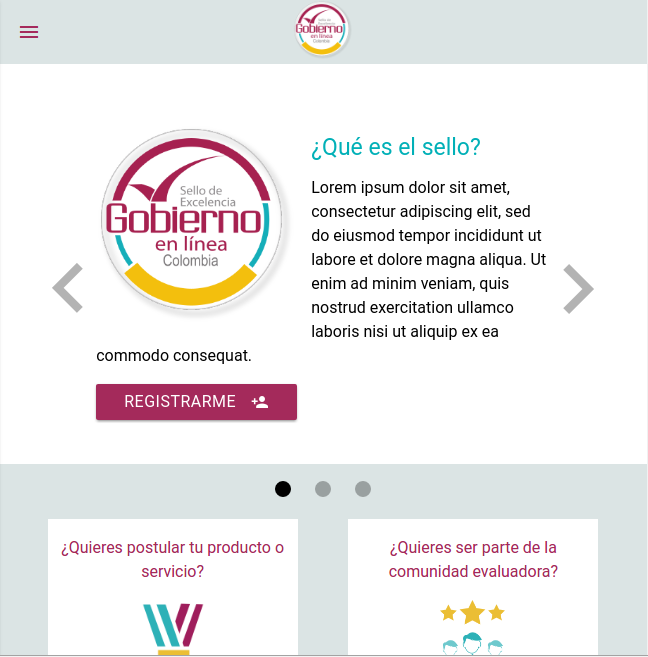 Sello de
Excelencia
Gobierno
en línea
Colombia
Sello de
Excelencia
Gobierno
en línea
Colombia
¿Qué es el sello?
Lorem ipsum dolor sit amet,
consectetur adipiscing elit, sed
do eiusmod tempor incididunt ut
labore et dolore magna aliqua. Ut
enim ad minim veniam, quis
nostrud exercitation ullamco
laboris nisi ut aliquip ex ea
commodo consequat.
REGISTRARME
¿Quieres postular tu producto o
servicio?
¿Quieres ser parte de la
comunidad evaluadora?